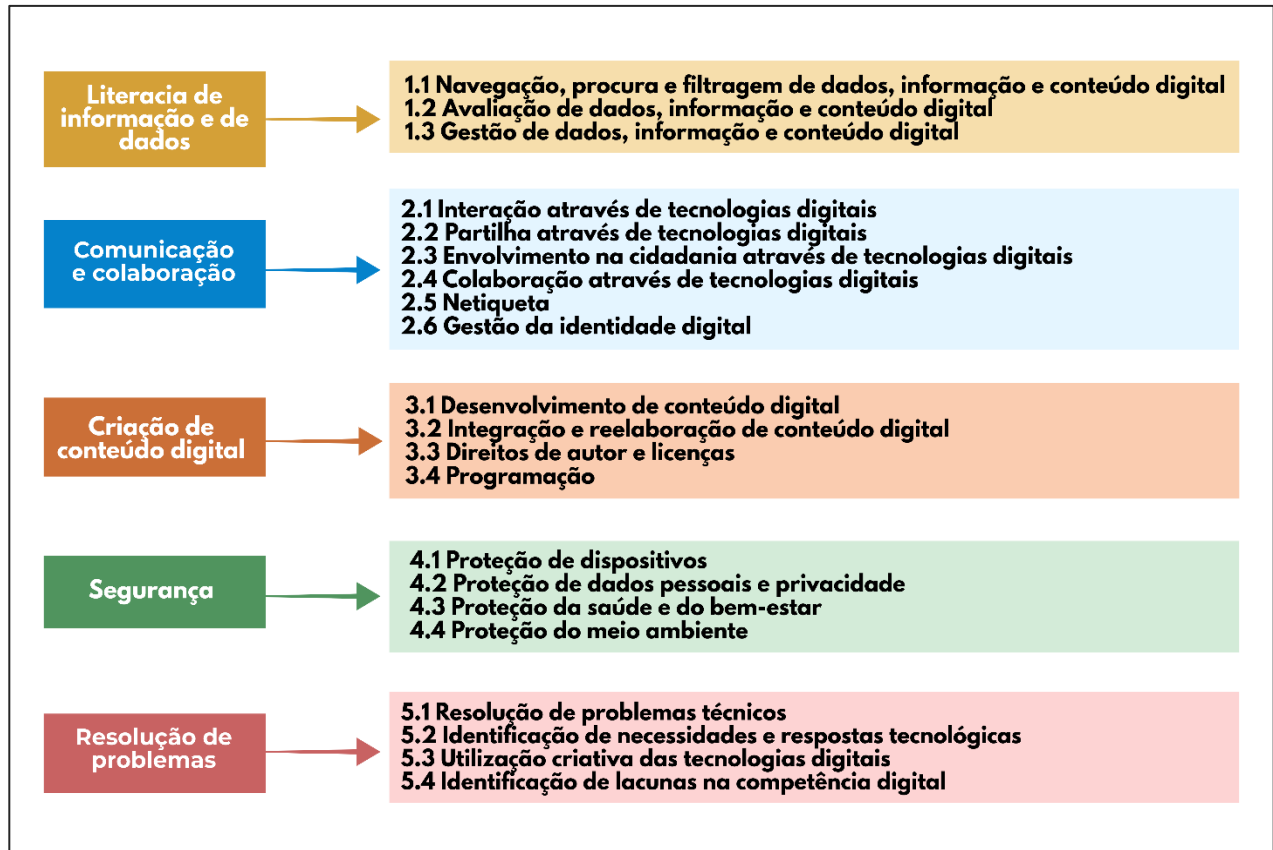 Literacia de
informação e de
dados
1.1 Navegação, procura e filtragem de dados, informação e conteúdo digital
1.2 Avaliação de dados, informação e conteúdo digital
1.3 Gestão de dados, informação e conteúdo digital
Comunicação
e colaboração
2.1 Interação através de tecnologias digitais
2.2 Partilha através de tecnologias digitais
2.3 Envolvimento na cidadania através de tecnologias digitais
2.4 Colaboração através de tecnologias digitais
2.5 Netiqueta
2.6 Gestão da identidade digital
Criação de
conteúdo digital
3.1 Desenvolvimento de conteúdo digital
3.2 Integração e reelaboração de conteúdo digital
3.3 Direitos de autor e licenças
3.4 Programação
Segurança
4.1 Proteção de dispositivos
4.2 Proteção de dados pessoais e privacidade
4.3 Proteção da saúde e do bem-estar
4.4 Proteção do meio ambiente
Resolução de
problemas
5.1 Resolução de problemas técnicos
5.2 Identificação de necessidades e respostas tecnológicas
5.3 Utilização criativa das tecnologias digitais
5.4 Identificação de lacunas na competência digital